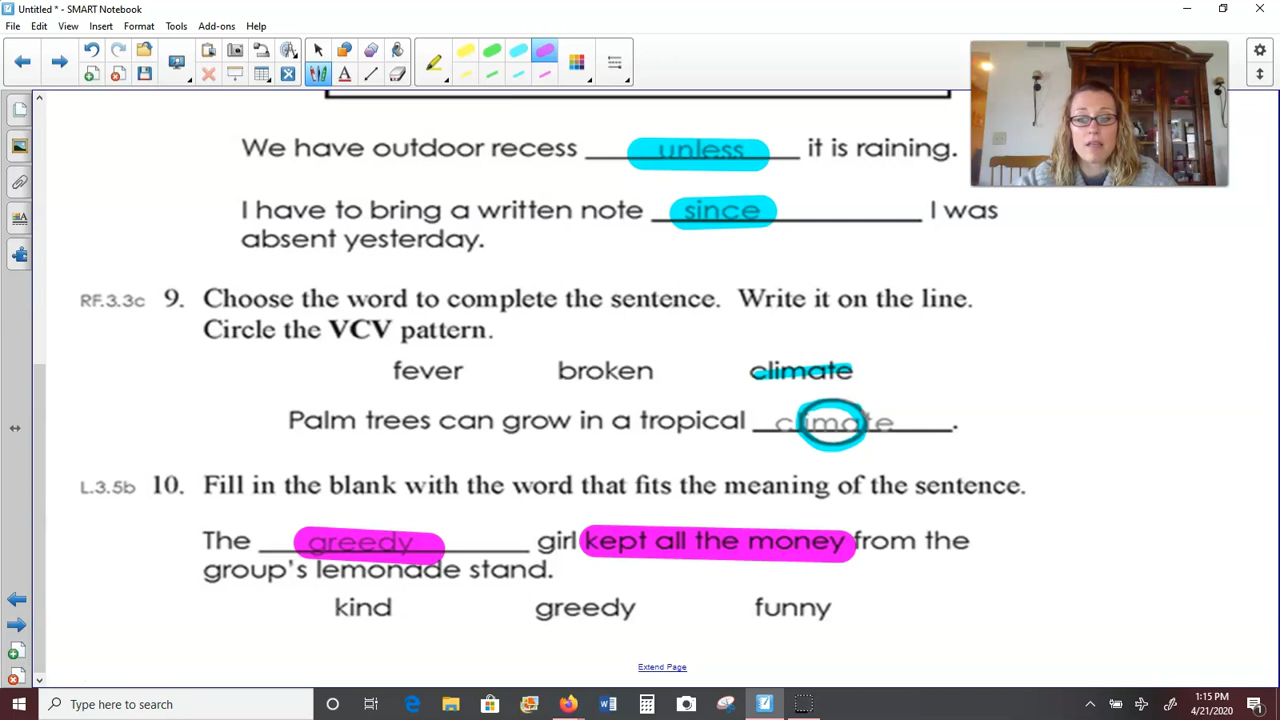 Untitled * - SMART Notebook
File Edit View Insert Format Tools Add-ons Help
We have outdoor recess unless it is raining.
I have to bring a written note since I was
absent yesterday.
RF.3.3c 9. Choose the word to complete the sentence. Write it on the line.
Circle the VCV pattern.
fever broken climate
Palm trees can grow in a tropical climate.
L.3.5b 10. Fill in the blank with the word that fits the meaning of the sentence.
The greedy girl kept all the money from the
group's lemonade stand.
kind greedy funny
Extend Page
Type here to search
1:15 PM
4/21/2020